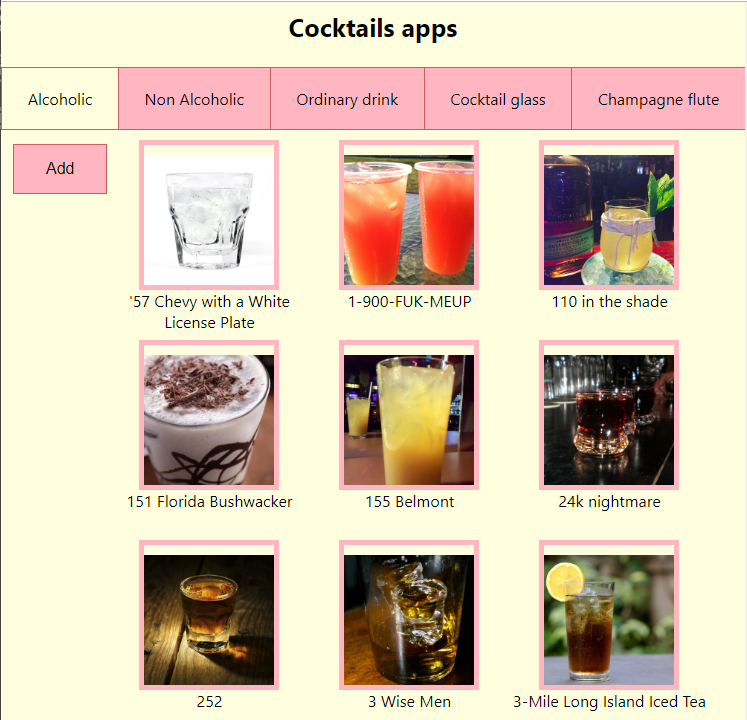 Cocktails apps
Alcoholic
Non Alcoholic
Ordinary drink
Cocktail glass
Champagne flute
Add
'57 Chevy with a White
License Plate
1-900-FUK-MEUP
110 in the shade
151 Florida Bushwacker
155 Belmont
24k nightmare
252
3 Wise Men
3-Mile Long Island Iced Tea